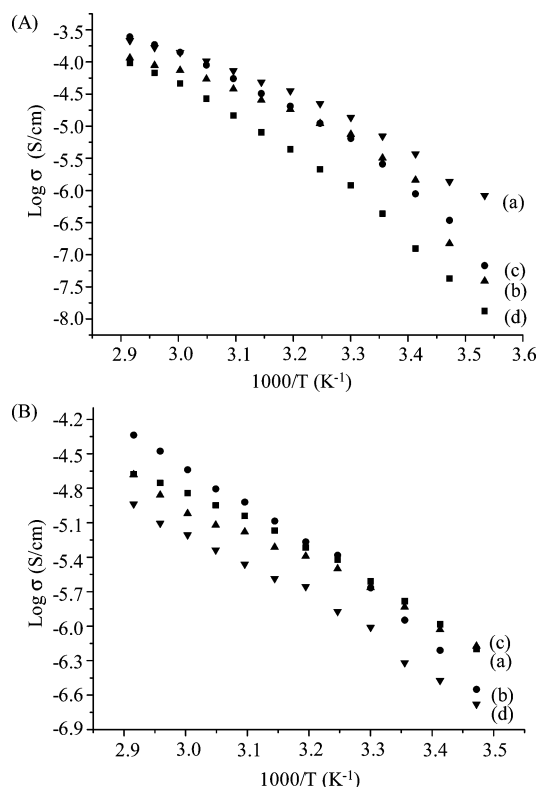 (A)
-3.5
-4.0
-4.5
-5.0
-5.5
-6.0
-6.5
-7.0
-7.5
-8.0
Log σ (S/cm)
(a)
(c)
(b)
(d)
2.9 3.0 3.1 3.2 3.3 3.4 3.5 3.6
1000/T (K⁻¹)
(B)
-4.2
-4.5
-4.8
-5.1
-5.4
-5.7
-6.0
-6.3
-6.6
-6.9
Log σ (S/cm)
(c)
(a)
(b)
(d)
2.9 3.0 3.1 3.2 3.3 3.4 3.5
1000/T (K⁻¹)